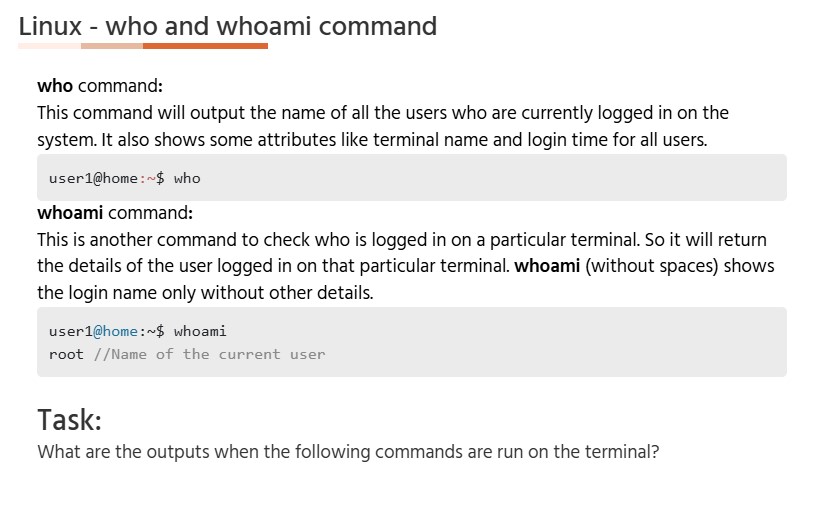 Linux - who and whoami command
who command:
This command will output the name of all the users who are currently logged in on the
system. It also shows some attributes like terminal name and login time for all users.
user1@home:~$ who
whoami command:
This is another command to check who is logged in on a particular terminal. So it will return
the details of the user logged in on that particular terminal. whoami (without spaces) shows
the login name only without other details.
user1@home:~$ whoami
root //Name of the current user
Task:
What are the outputs when the following commands are run on the terminal?